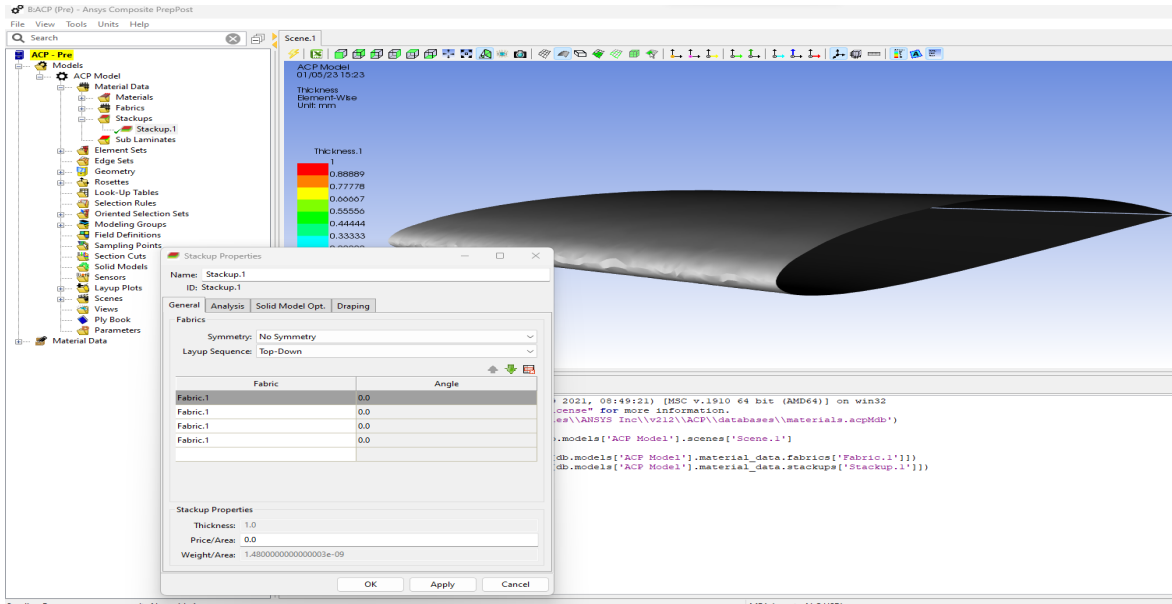 B:ACP (Pre) - Ansys Composite PrepPost
File View Tools Units Help
Search
Scene.1
ACP - Pre
Models
ACP Model
Material Data
Materials
Fabrics
Stackups
Stackup.1
Sub Laminates
Element Sets
Edge Sets
Geometry
Rosettes
Look-Up Tables
Selection Rules
Oriented Selection Sets
Modeling Groups
Field Definitions
Sampling Points
Section Cuts
Solid Models
Sensors
Layup Plots
Scenes
Views
Ply Book
Parameters
Material Data
ACP Model
01/05/23 15:23
Thickness
Element-Wise
Unit: mm
Thickness.1
1
0.88889
0.77778
0.66667
0.55556
0.44444
0.33333
Stackup Properties
Name: Stackup.1
ID: Stackup.1
General Analysis Solid Model Opt. Draping
Fabrics
Symmetry: No Symmetry
Layup Sequence: Top-Down
Fabric Angle
Fabric.1 0.0
Fabric.1 0.0
Fabric.1 0.0
Fabric.1 0.0
Stackup Properties
Thickness: 1.0
Price/Area: 0.0
Weight/Area: 1.4800000000000003e-09
OK Apply Cancel
2021, 08:49:21) [MSC v.1910 64 bit (AMD64)] on win32
icense" for more information.
es\\ANSYS Inc\\v212\\ACP\\databases\\materials.acpMdb')
.models['ACP Model'].scenes['Scene.1']
db.models['ACP Model'].material_data.fabrics['Fabric.1']])
db.models['ACP Model'].material_data.stackups['Stackup.1']])